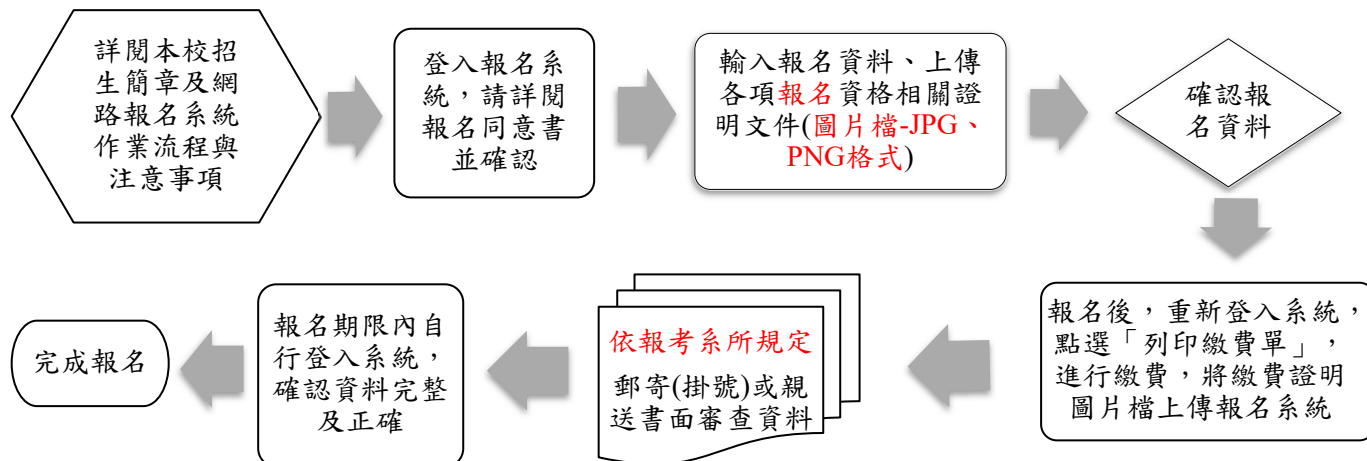 詳閱本校招
生簡章及網
路報名系統
作業流程與
注意事項
登入報名系
統，請詳閱
報名同意書
並確認
輸入報名資料、上傳
各項報名資格相關證
明文件(圖片檔-JPG、
PNG格式)
確認報
名資料
報名後，重新登入系統，
點選「列印繳費單」，
進行繳費，將繳費證明
圖片檔上傳報名系統
依報考系所規定
郵寄(掛號)或親
送書面審查資料
報名期限內自
行登入系統，
確認資料完整
及正確
完成報名